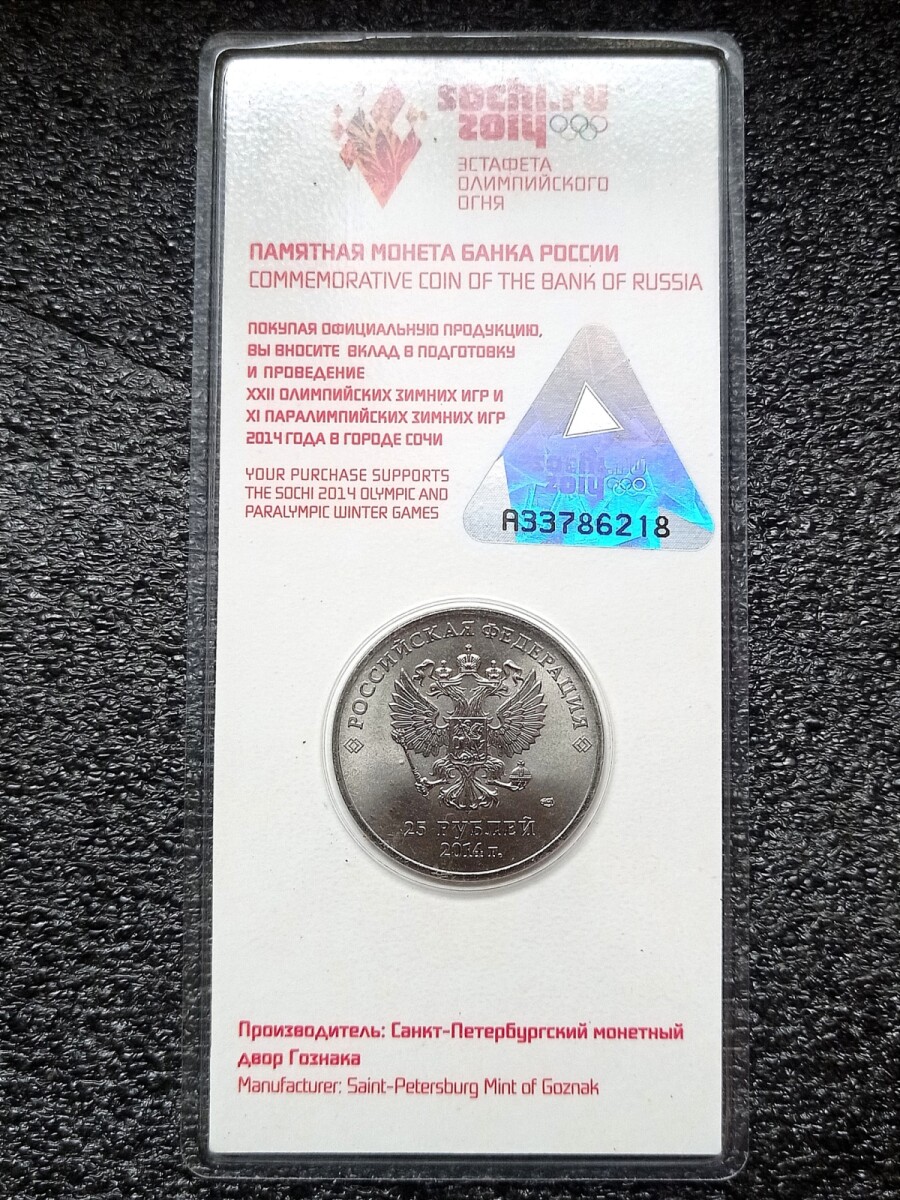 sochi.ru
2014
ЭСТАФЕТА
ОЛИМПИЙСКОГО
ОГНЯ
ПАМЯТНАЯ МОНЕТА БАНКА РОССИИ
COMMEMORATIVE COIN OF THE BANK OF RUSSIA
ПОКУПАЯ ОФИЦИАЛЬНУЮ ПРОДУКЦИЮ,
ВЫ ВНОСИТЕ ВКЛАД В ПОДГОТОВКУ
И ПРОВЕДЕНИЕ
XXII ОЛИМПИЙСКИХ ЗИМНИХ ИГР И
XI ПАРАЛИМПИЙСКИХ ЗИМНИХ ИГР
2014 ГОДА В ГОРОДЕ СОЧИ
YOUR PURCHASE SUPPORTS
THE SOCHI 2014 OLYMPIC AND
PARALYMPIC WINTER GAMES
sochi.ru
2014
A33786218
РОССИЙСКАЯ ФЕДЕРАЦИЯ
25 РУБЛЕЙ
2014 г.
Производитель: Санкт-Петербургский монетный
двор Гознака
Manufacturer: Saint-Petersburg Mint of Goznak